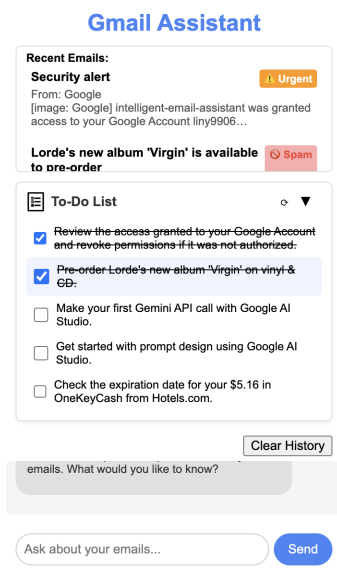 Gmail Assistant
Recent Emails:
Security alert
⚠ Urgent
From: Google
[image: Google] intelligent-email-assistant was granted
access to your Google Account liny9906…
Lorde's new album 'Virgin' is available
to pre-order
🚫 Spam
To-Do List
Review the access granted to your Google Account
and revoke permissions if it was not authorized.
Pre-order Lorde's new album 'Virgin' on vinyl &
CD.
Make your first Gemini API call with Google AI
Studio.
Get started with prompt design using Google AI
Studio.
Check the expiration date for your $5.16 in
OneKeyCash from Hotels.com.
Clear History
emails. What would you like to know?
Ask about your emails...
Send